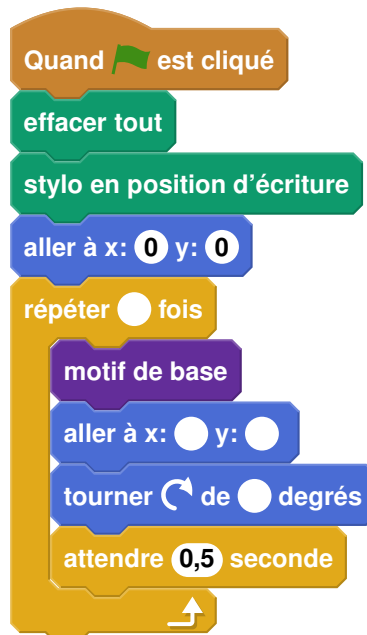 Quand est cliqué
effacer tout
stylo en position d'écriture
aller à x: 0 y: 0
répéter fois
motif de base
aller à x: y:
tourner de degrés
attendre 0,5 seconde